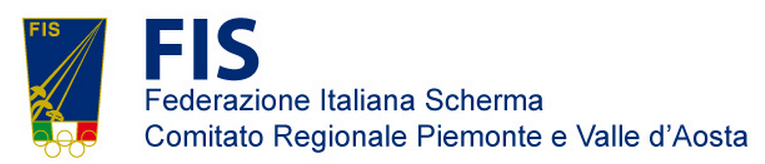 FIS
FIS
Federazione Italiana Scherma
Comitato Regionale Piemonte e Valle d'Aosta